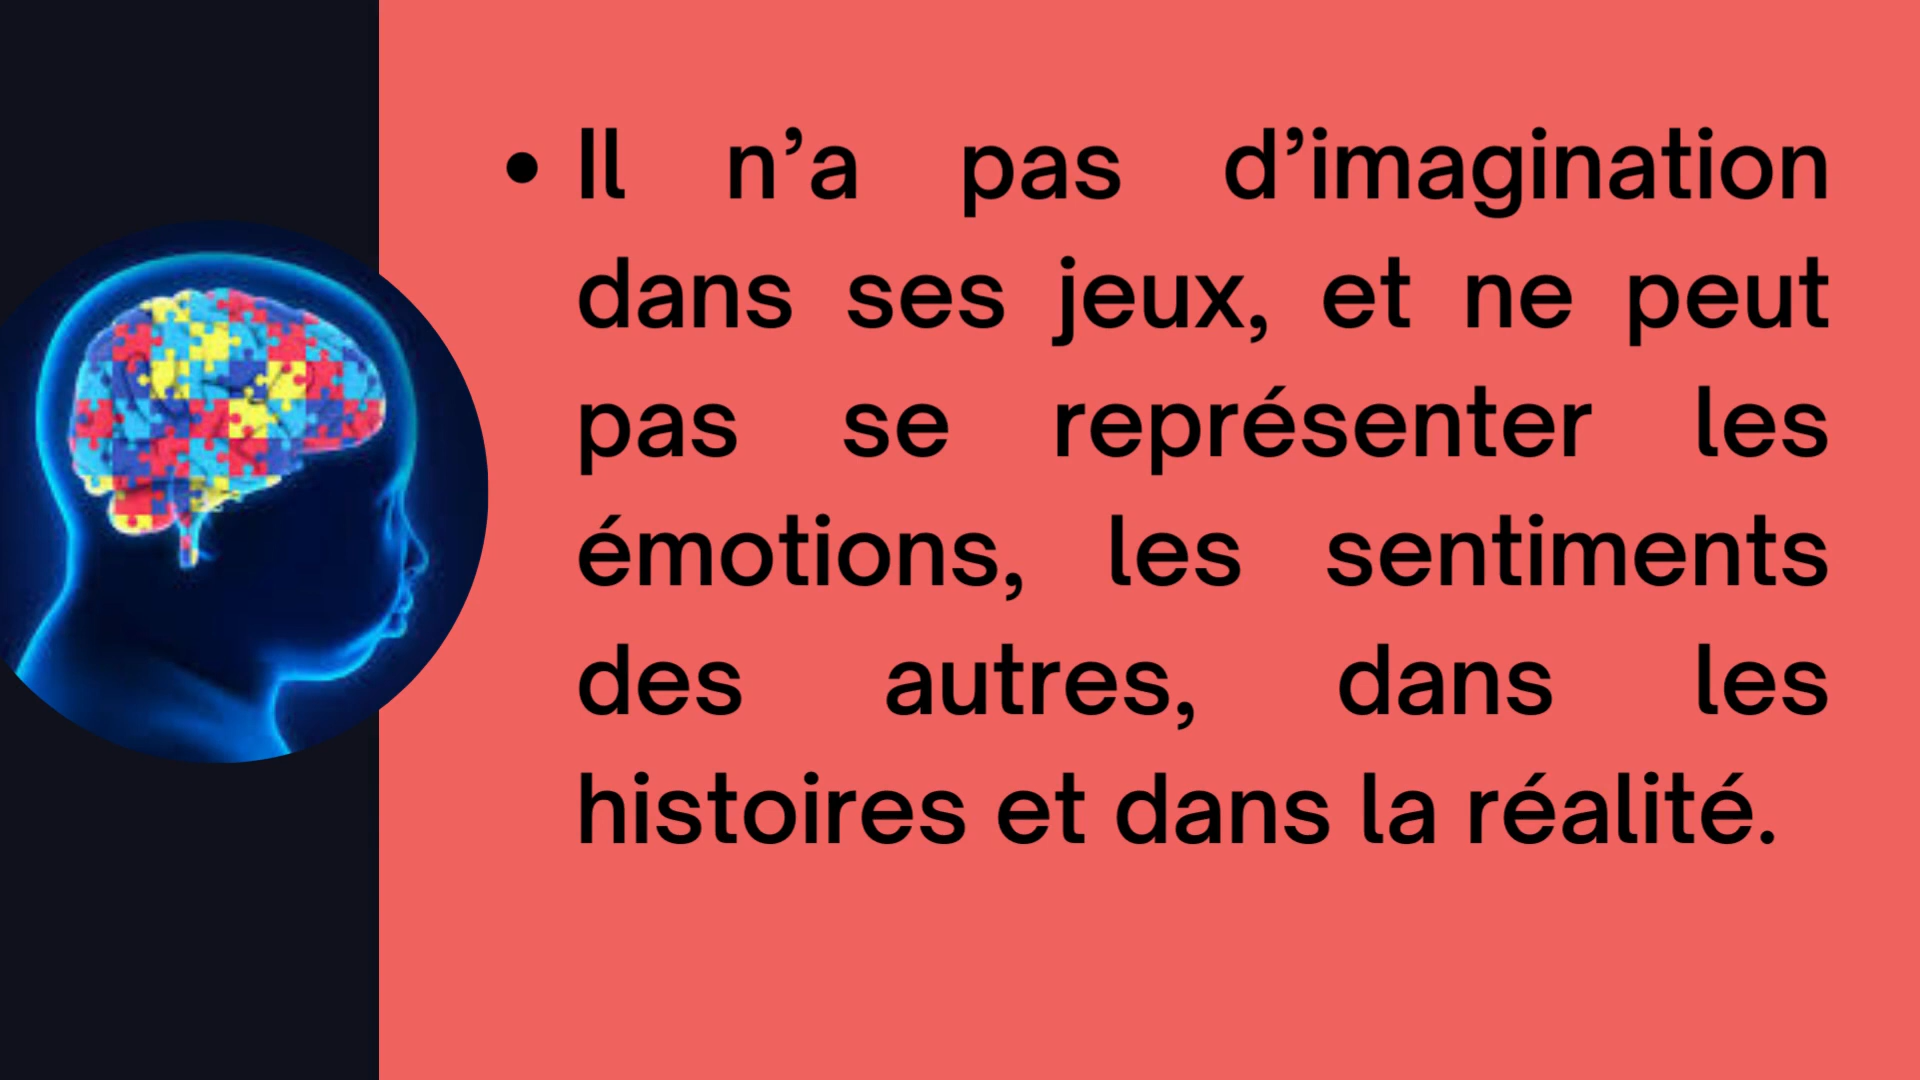 • Il n’a pas d’imagination
dans ses jeux, et ne peut
pas se représenter les
émotions, les sentiments
des autres, dans les
histoires et dans la réalité.